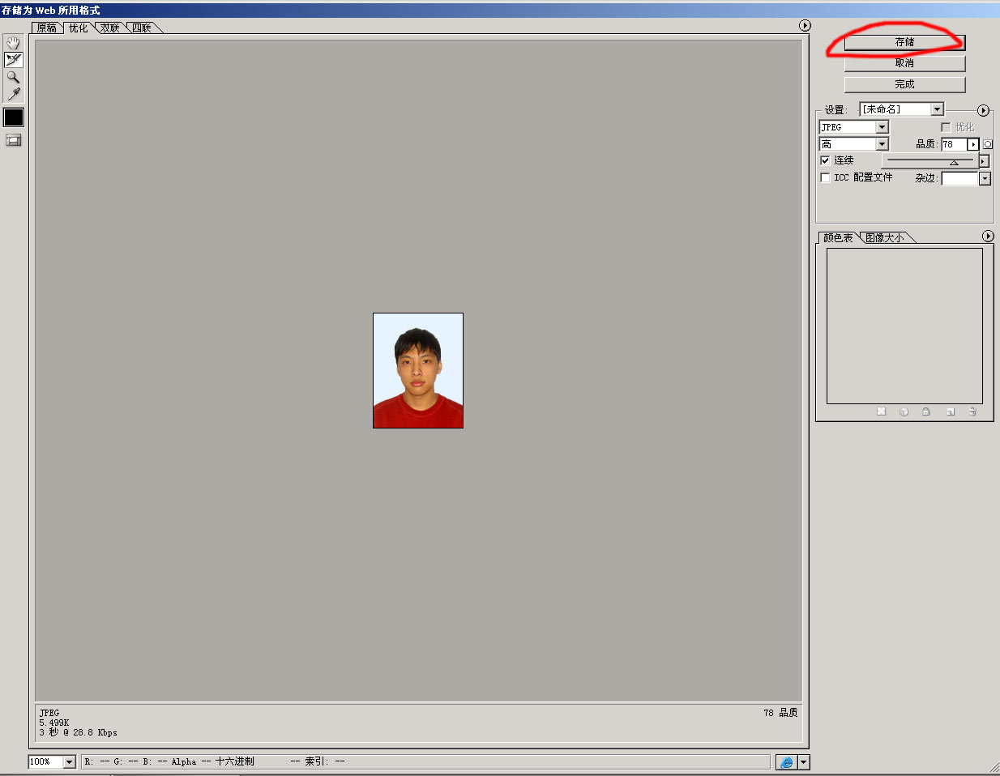 存储为 Web 所用格式
原稿 优化 双联 四联
存储
取消
完成
设置: [未命名]
JPEG 优化
高 品质: 78
连续
ICC 配置文件 杂边:
颜色表 图像大小
JPEG 78 品质
5.499K
3 秒 @ 28.8 Kbps
100% R: -- G: -- B: -- Alpha -- 十六进制 -- 索引: --